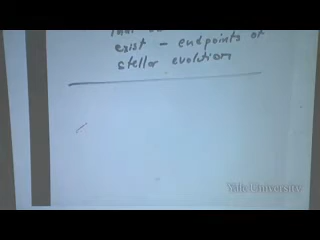 exist - endpoints of
stellar evolution
Yale University